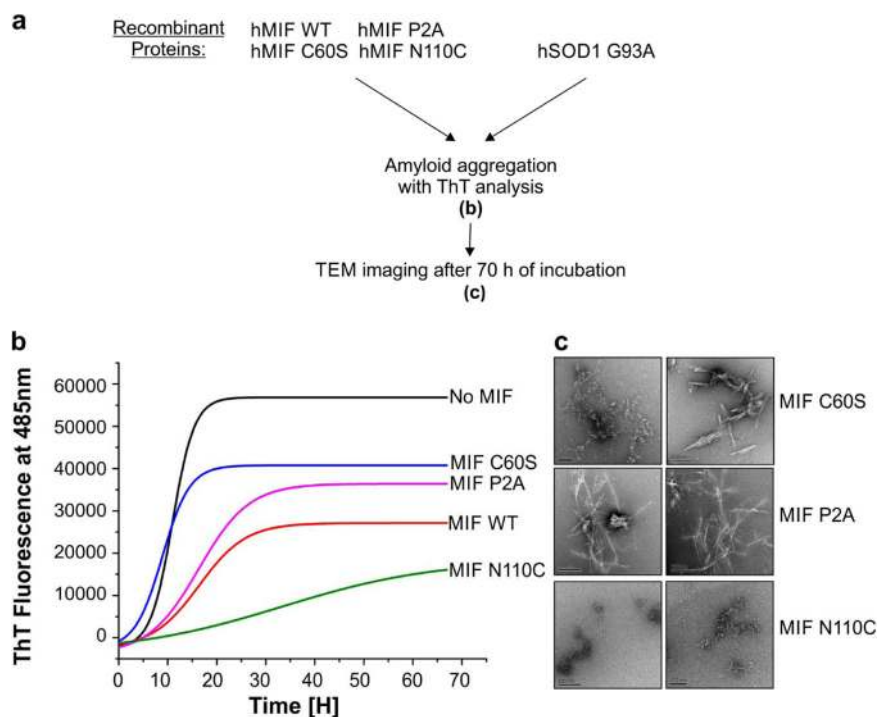 a
Recombinant Proteins:
hMIF WT hMIF P2A
hMIF C60S hMIF N110C
hSOD1 G93A
Amyloid aggregation
with ThT analysis
(b)
TEM imaging after 70 h of incubation
(c)
b
ThT Fluorescence at 485nm
60000
50000
40000
30000
20000
10000
0
No MIF
MIF C60S
MIF P2A
MIF WT
MIF N110C
0 10 20 30 40 50 60 70
Time [H]
c
MIF C60S
MIF P2A
MIF N110C